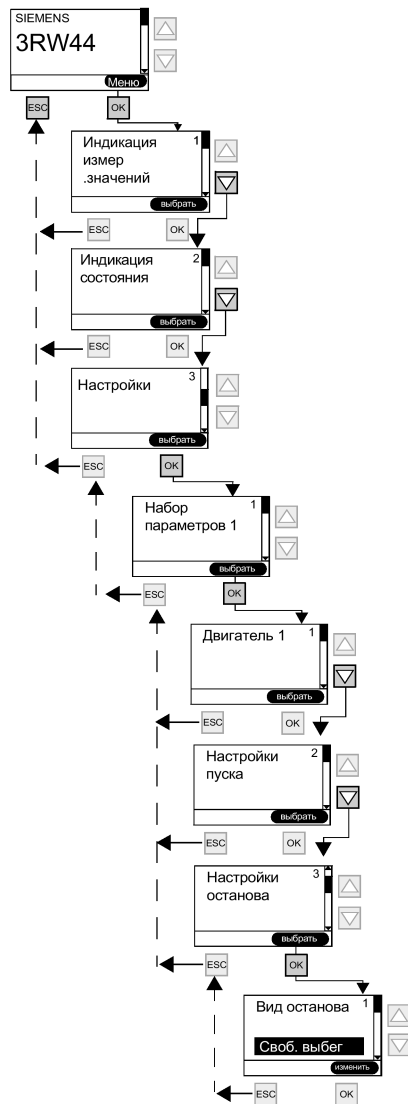 SIEMENS
3RW44
Меню
ESC
OK
Индикация 1
измер
.значений
выбрать
ESC
OK
Индикация 2
состояния
выбрать
ESC
OK
Настройки 3
выбрать
ESC
OK
Набор 1
параметров 1
выбрать
ESC
OK
Двигатель 1 1
выбрать
ESC
OK
Настройки 2
пуска
выбрать
ESC
OK
Настройки 3
останова
выбрать
ESC
OK
Вид останова 1
Своб. выбег
изменить
ESC
OK